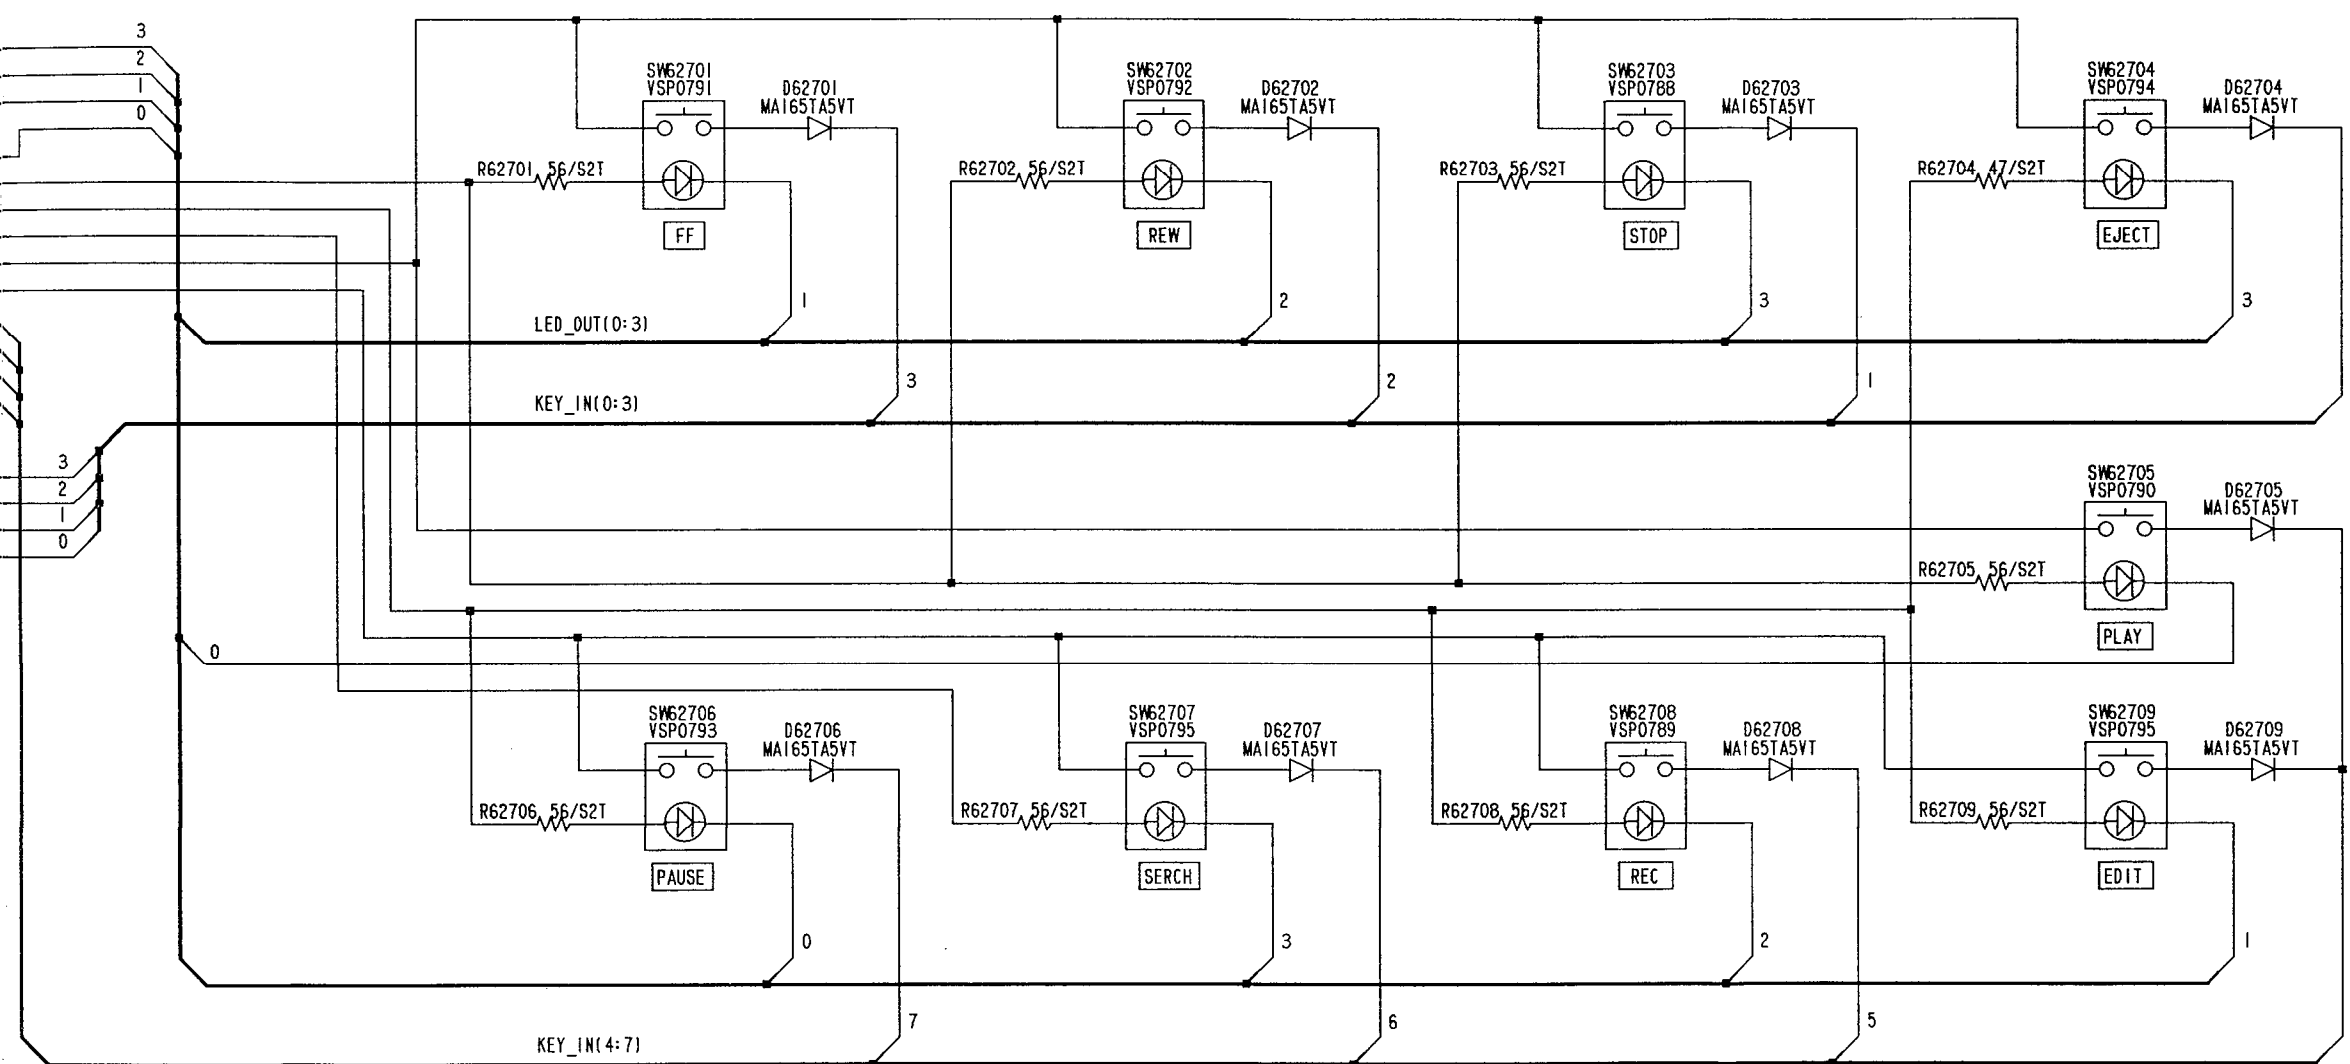 3
2
1
0
SW62701
VSP0791
D62701
MA165TA5VT
R62701 56/S2T
FF
1
SW62702
VSP0792
D62702
MA165TA5VT
R62702 56/S2T
REW
2
SW62703
VSP0788
D62703
MA165TA5VT
R62703 56/S2T
STOP
3
SW62704
VSP0794
D62704
MA165TA5VT
R62704 47/S2T
EJECT
3
LED_OUT(0:3)
3
2
1
KEY_IN(0:3)
3
2
1
0
SW62705
VSP0790
D62705
MA165TA5VT
R62705 56/S2T
PLAY
0
SW62706
VSP0793
D62706
MA165TA5VT
R62706 56/S2T
PAUSE
0
SW62707
VSP0795
D62707
MA165TA5VT
R62707 56/S2T
SERCH
3
SW62708
VSP0789
D62708
MA165TA5VT
R62708 56/S2T
REC
2
SW62709
VSP0795
D62709
MA165TA5VT
R62709 56/S2T
EDIT
1
7
6
5
KEY_IN(4:7)